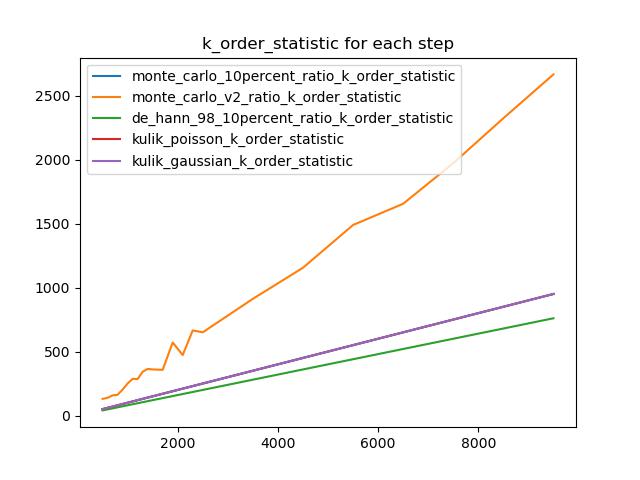 k_order_statistic for each step
monte_carlo_10percent_ratio_k_order_statistic
monte_carlo_v2_ratio_k_order_statistic
de_hann_98_10percent_ratio_k_order_statistic
kulik_poisson_k_order_statistic
kulik_gaussian_k_order_statistic
2500
2000
1500
1000
500
0
2000 4000 6000 8000